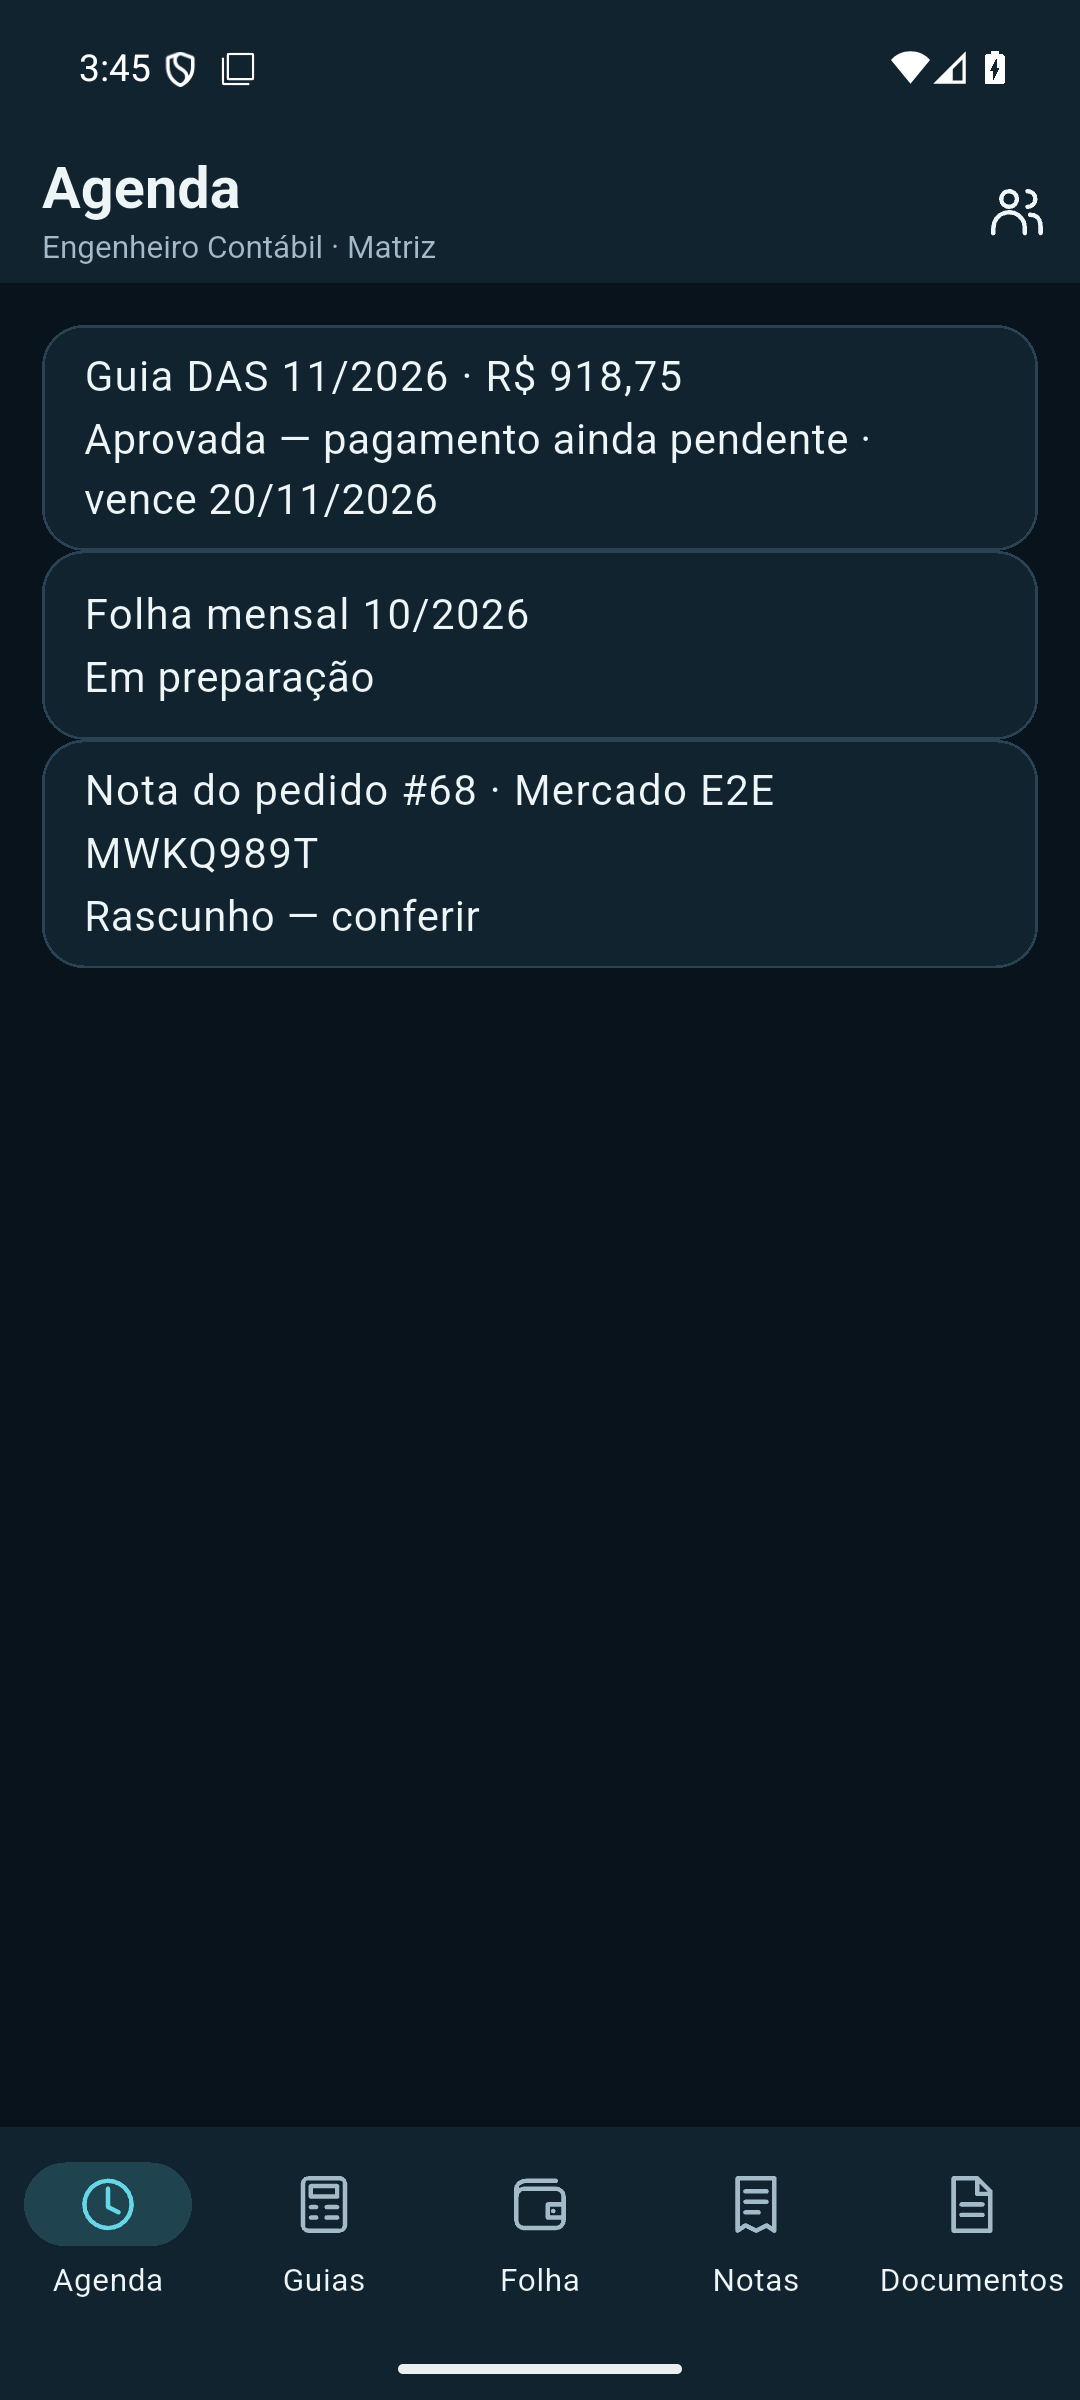 3:45
Agenda
Engenheiro Contábil · Matriz
Guia DAS 11/2026 · R$ 918,75
Aprovada — pagamento ainda pendente ·
vence 20/11/2026
Folha mensal 10/2026
Em preparação
Nota do pedido #68 · Mercado E2E
MWKQ989T
Rascunho — conferir
Agenda
Guias
Folha
Notas
Documentos